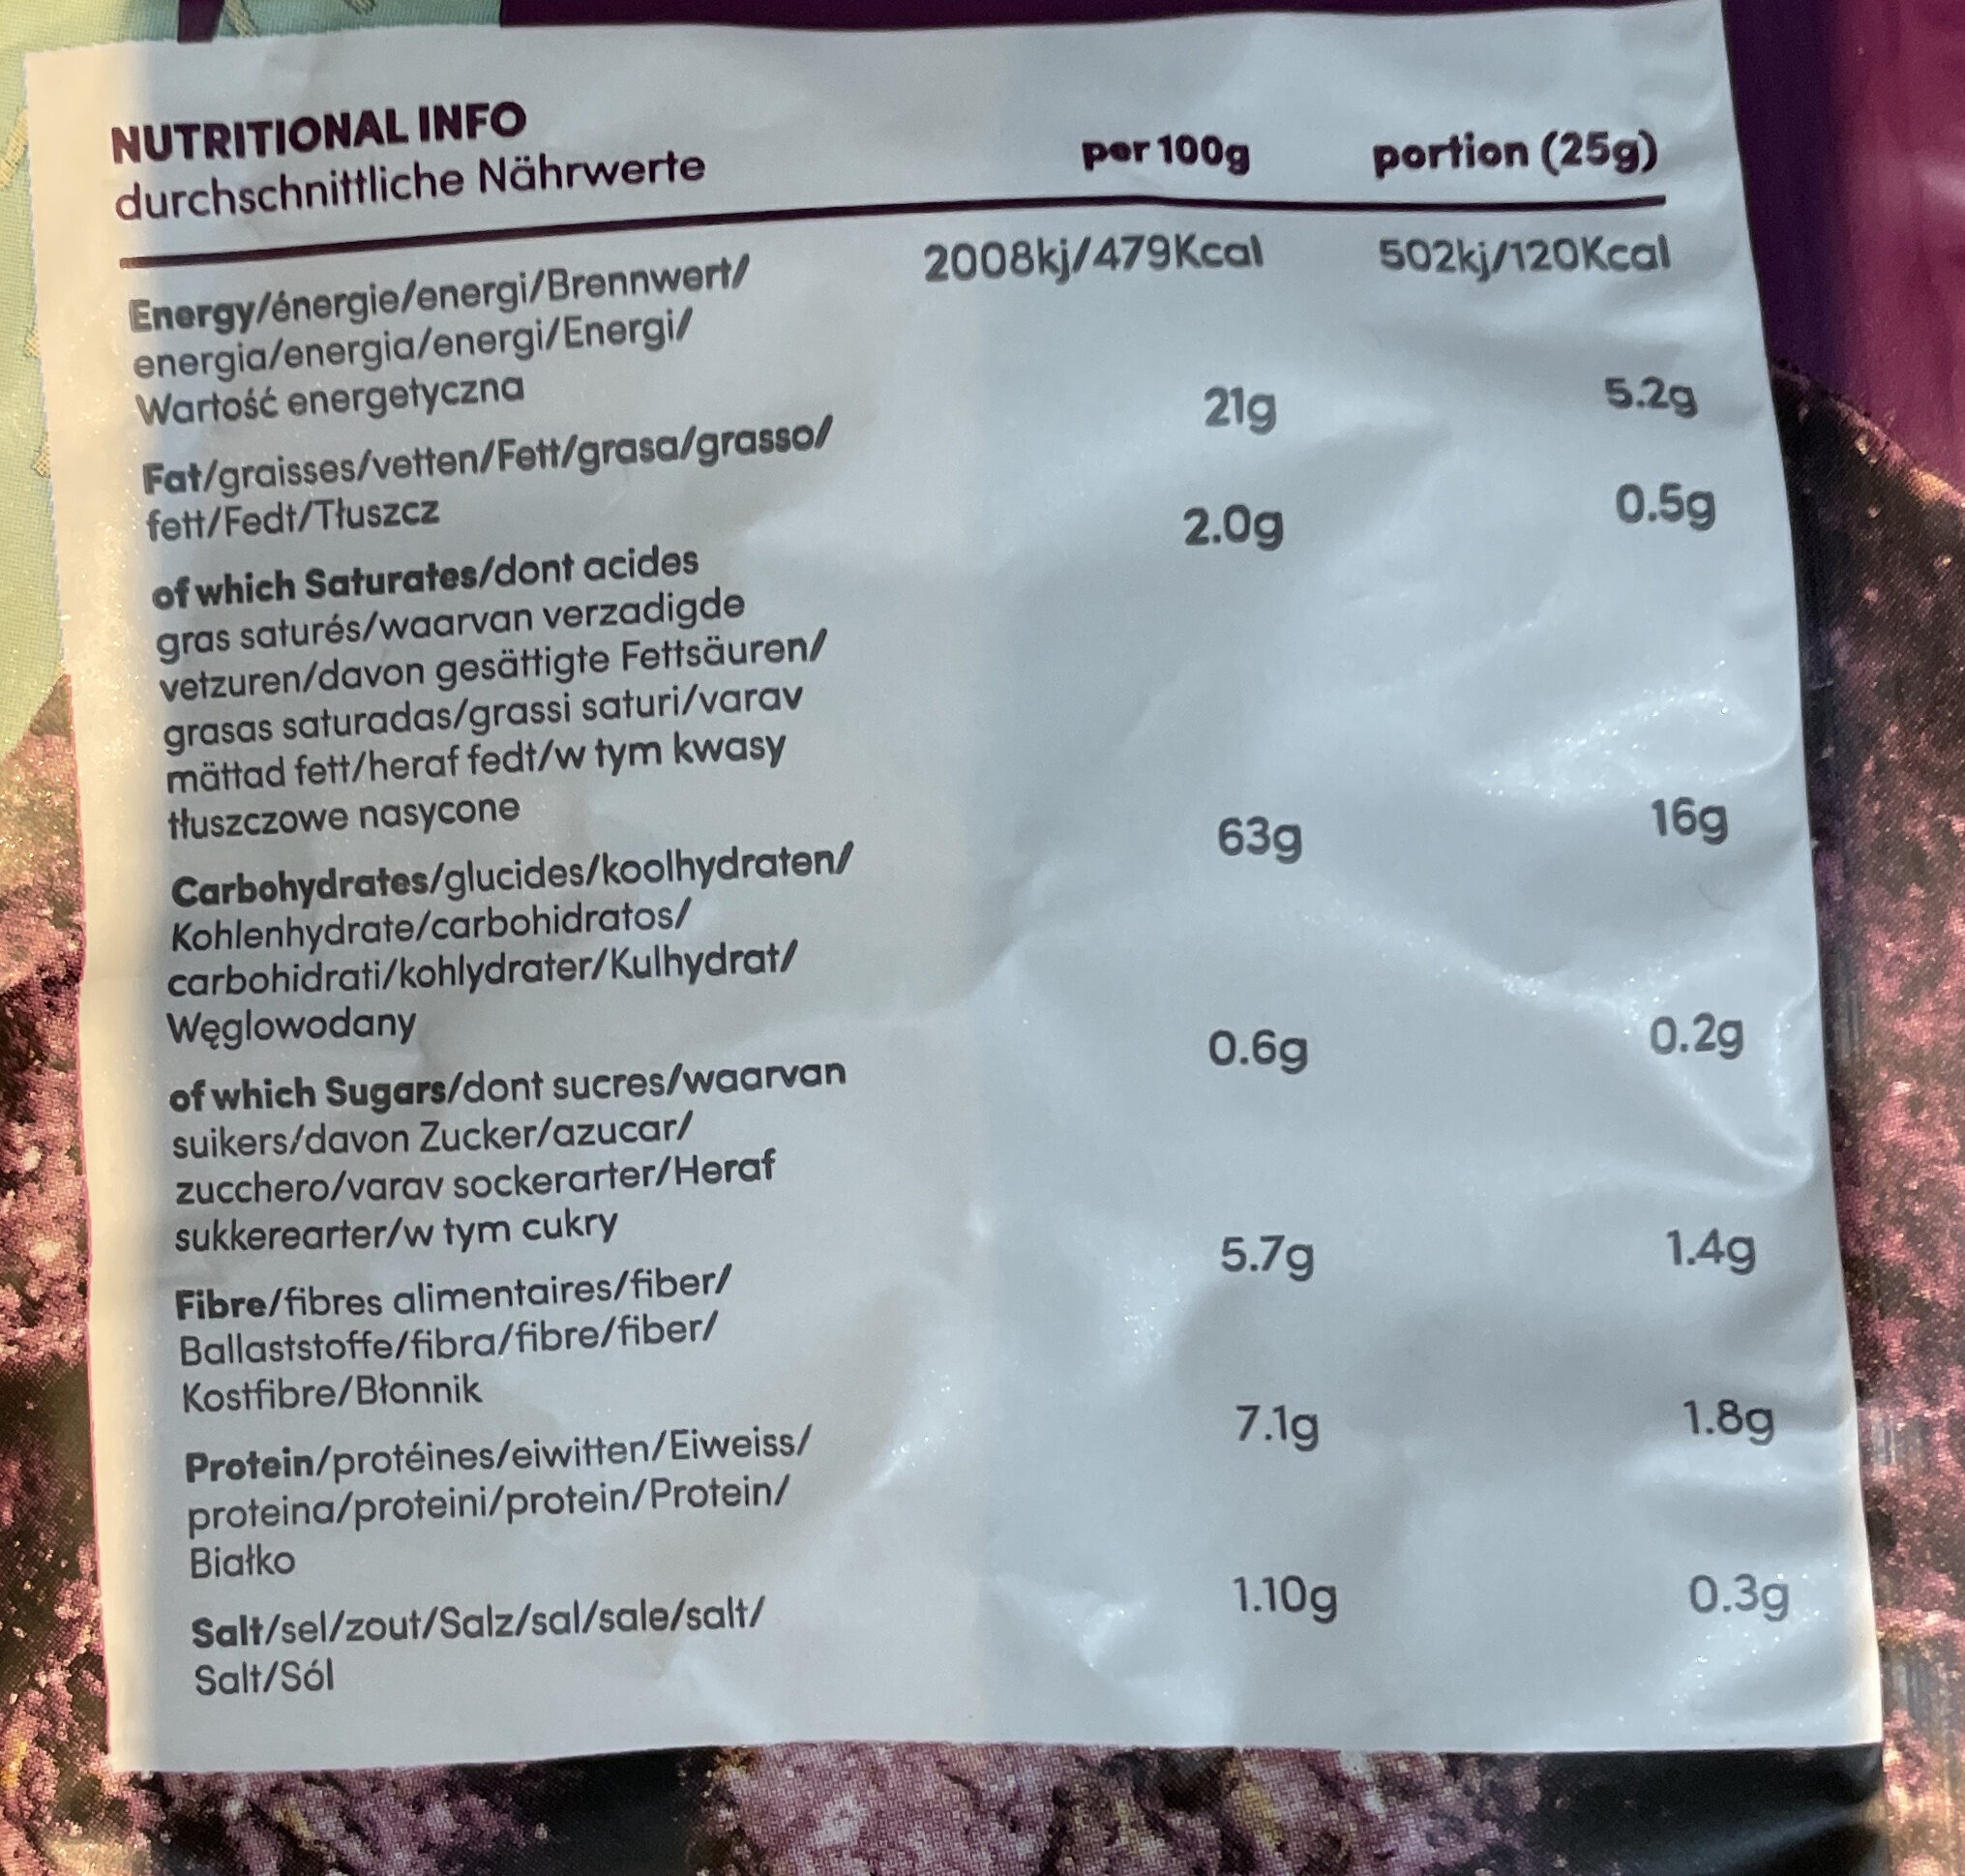 NUTRITIONAL INFO
durchschnittliche Nährwerte
per 100g portion (25g)
Energy/énergie/energi/Brennwert/ 2008kj/479Kcal 502kj/120Kcal
energia/energia/energi/Energi/
Wartość energetyczna
Fat/graisses/vetten/Fett/grasa/grasso/ 21g 5.2g
fett/Fedt/Tłuszcz
of which Saturates/dont acides 2.0g 0.5g
gras saturés/waarvan verzadigde
vetzuren/davon gesättigte Fettsäuren/
grasas saturadas/grassi saturi/varav
mättad fett/heraf fedt/w tym kwasy
tłuszczowe nasycone
Carbohydrates/glucides/koolhydraten/ 63g 16g
Kohlenhydrate/carbohidratos/
carbohidrati/kohlydrater/Kulhydrat/
Węglowodany
of which Sugars/dont sucres/waarvan 0.6g 0.2g
suikers/davon Zucker/azucar/
zucchero/varav sockerarter/Heraf
sukkerearter/w tym cukry
Fibre/fibres alimentaires/fiber/ 5.7g 1.4g
Ballaststoffe/fibra/fibre/fiber/
Kostfibre/Błonnik
Protein/protéines/eiwitten/Eiweiss/ 7.1g 1.8g
proteina/proteini/protein/Protein/
Białko
Salt/sel/zout/Salz/sal/sale/salt/ 1.10g 0.3g
Salt/Sól